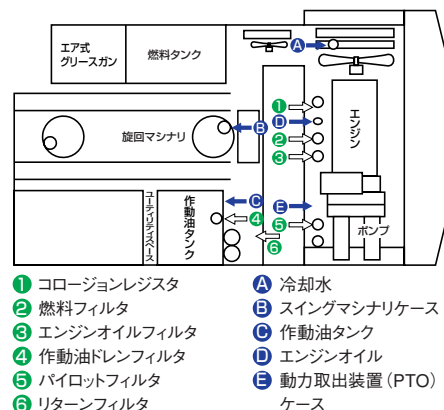 エア式
グリースガン
燃料タンク
A
エンジン
1
D
2
3
旋回マシナリ
B
ユーティリティスペース
作動油タンク
C
4
6
E
5
ポンプ
1 コロージョンレジスタ
2 燃料フィルタ
3 エンジンオイルフィルタ
4 作動油ドレンフィルタ
5 パイロットフィルタ
6 リターンフィルタ
A 冷却水
B スイングマシナリケース
C 作動油タンク
D エンジンオイル
E 動力取出装置(PTO)
ケース